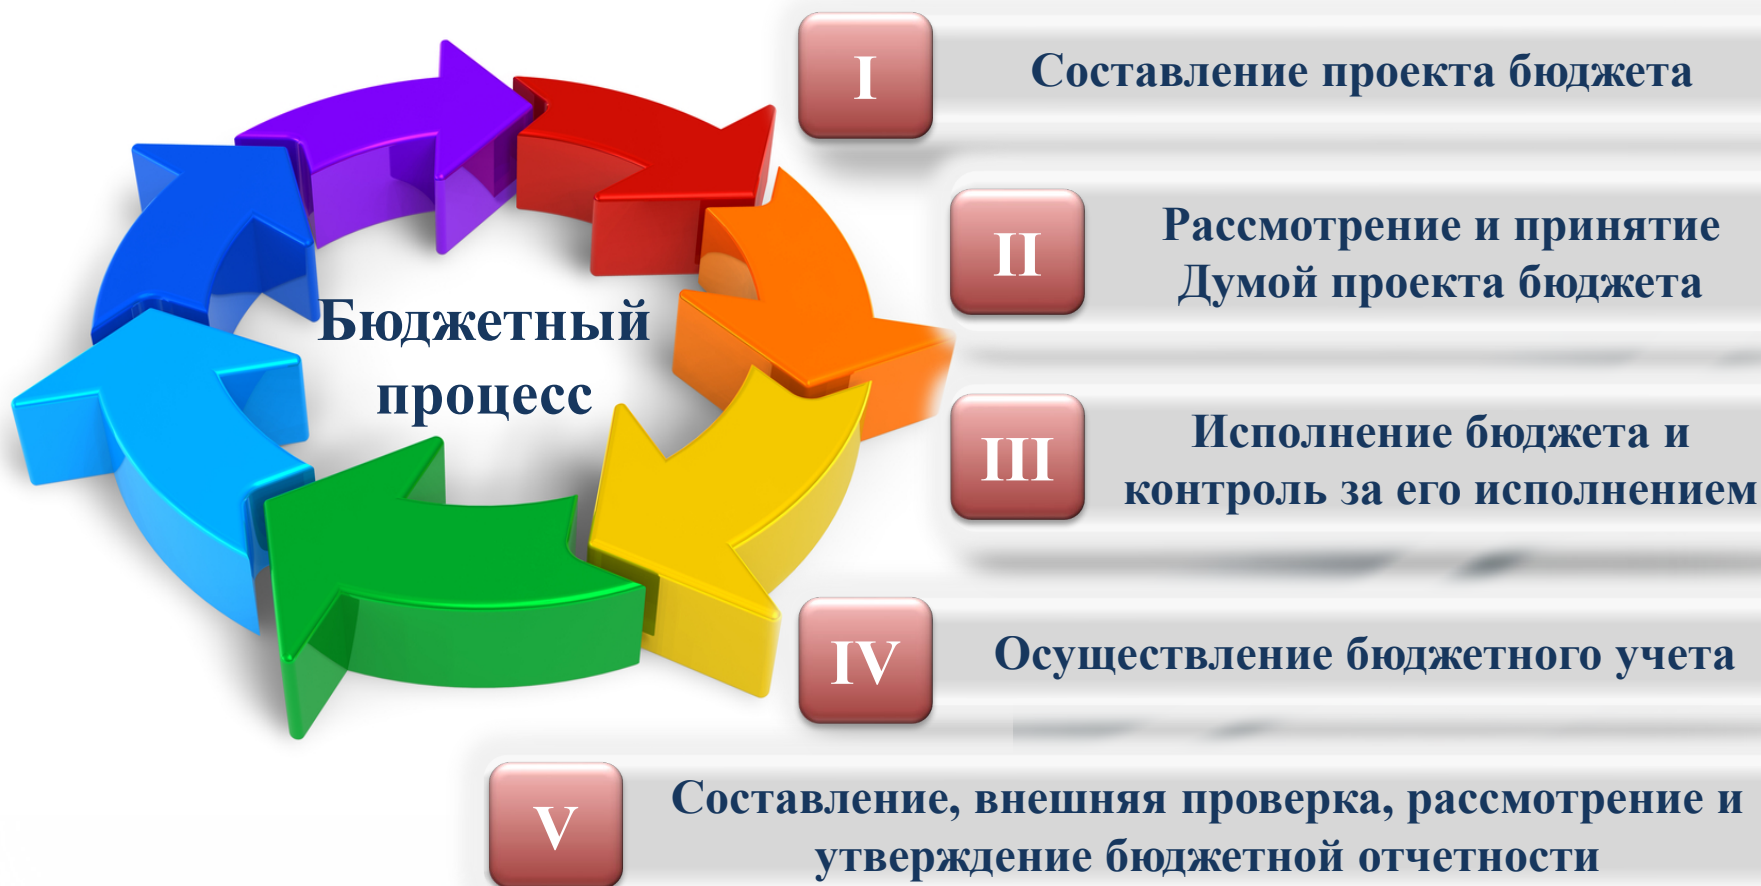 Бюджетный
процесс
I
Составление проекта бюджета
II
Рассмотрение и принятие
Думой проекта бюджета
III
Исполнение бюджета и
контроль за его исполнением
IV
Осуществление бюджетного учета
V
Составление, внешняя проверка, рассмотрение и
утверждение бюджетной отчетности